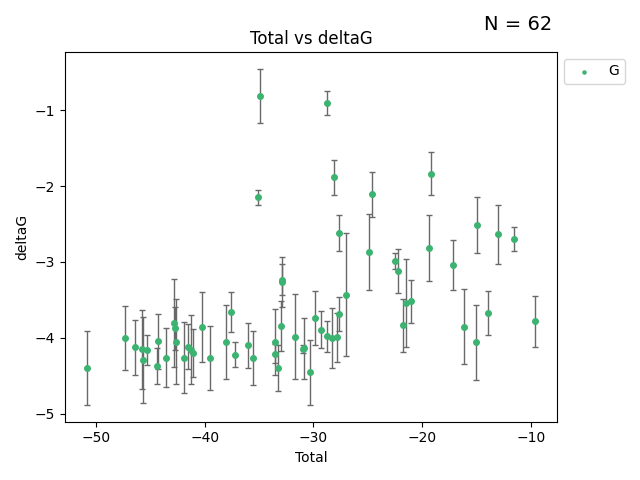 N = 62
Total vs deltaG
G
deltaG
−1
−2
−3
−4
−5
−50 −40 −30 −20 −10
Total